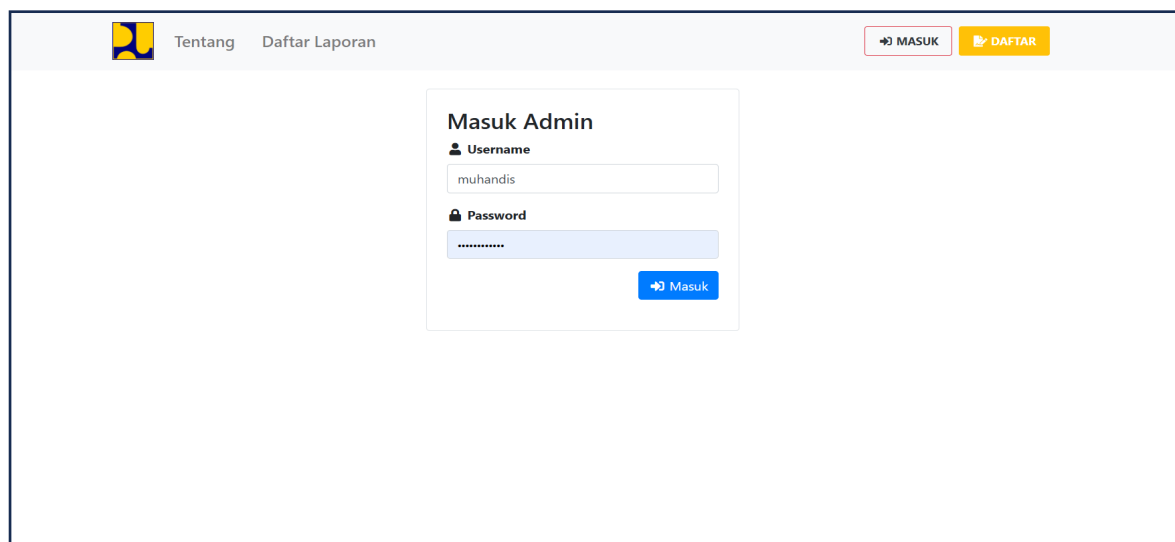 Tentang Daftar Laporan MASUK DAFTAR
Masuk Admin
Username
muhandis
Password
••••••••••••
Masuk